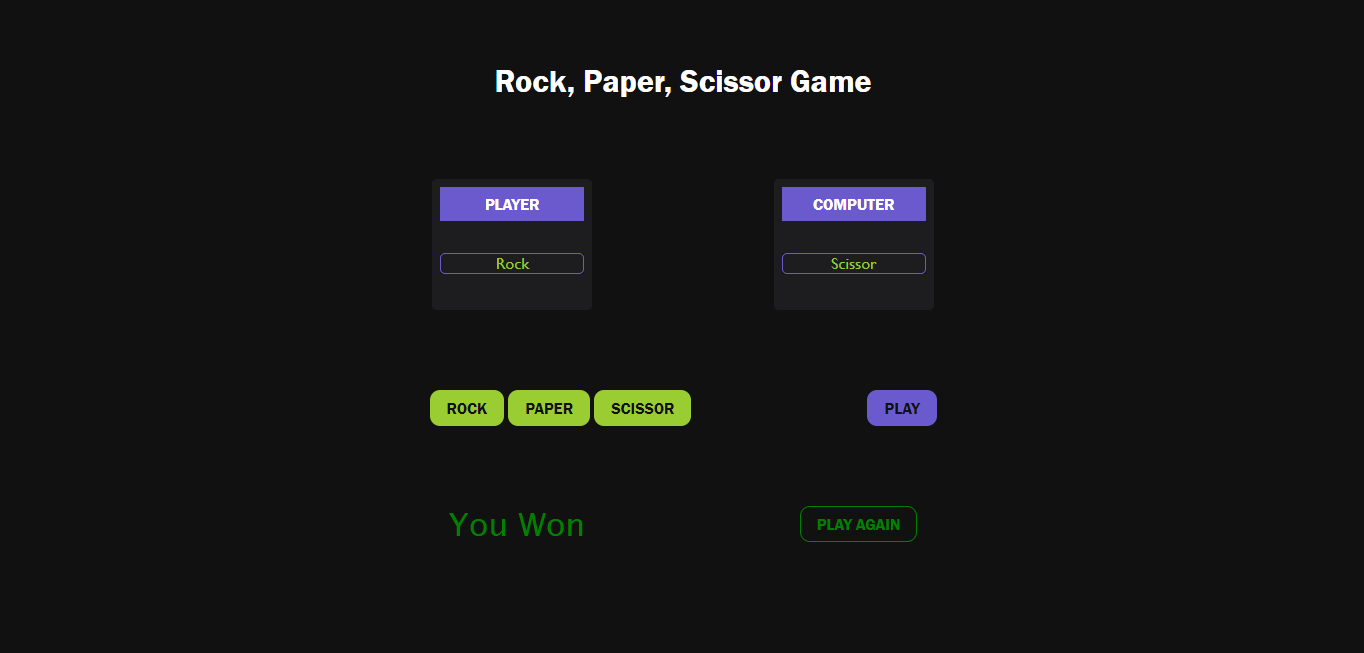 Rock, Paper, Scissor Game
PLAYER
COMPUTER
Rock
Scissor
ROCK PAPER SCISSOR
PLAY
You Won
PLAY AGAIN